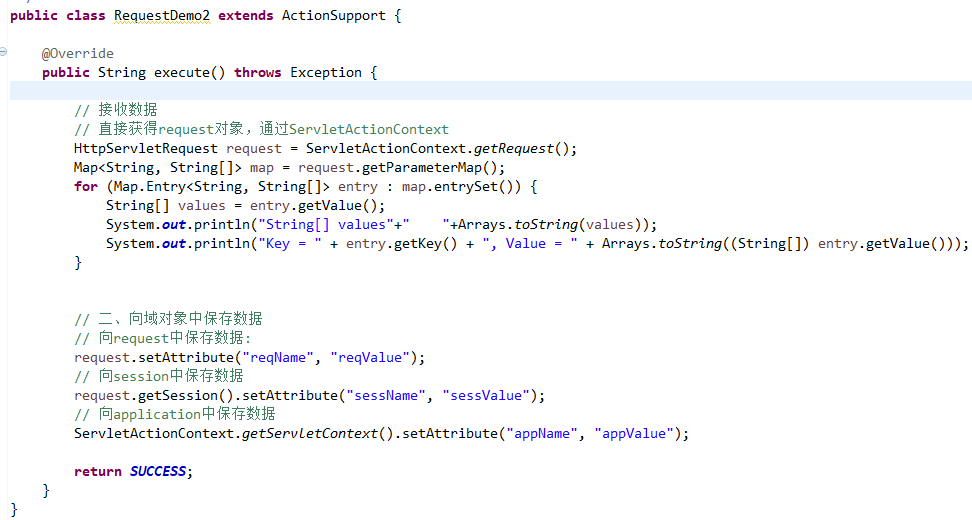 public class RequestDemo2 extends ActionSupport {
@Override
public String execute() throws Exception {
// 接收数据
// 直接获得request对象，通过ServletActionContext
HttpServletRequest request = ServletActionContext.getRequest();
Map<String, String[]> map = request.getParameterMap();
for (Map.Entry<String, String[]> entry : map.entrySet()) {
String[] values = entry.getValue();
System.out.println("String[] values"+"    "+Arrays.toString(values));
System.out.println("Key = " + entry.getKey() + ", Value = " + Arrays.toString((String[]) entry.getValue()));
}
// 二、向域对象中保存数据
// 向request中保存数据:
request.setAttribute("reqName", "reqValue");
// 向session中保存数据
request.getSession().setAttribute("sessName", "sessValue");
// 向application中保存数据
ServletActionContext.getServletContext().setAttribute("appName", "appValue");
return SUCCESS;
}
}